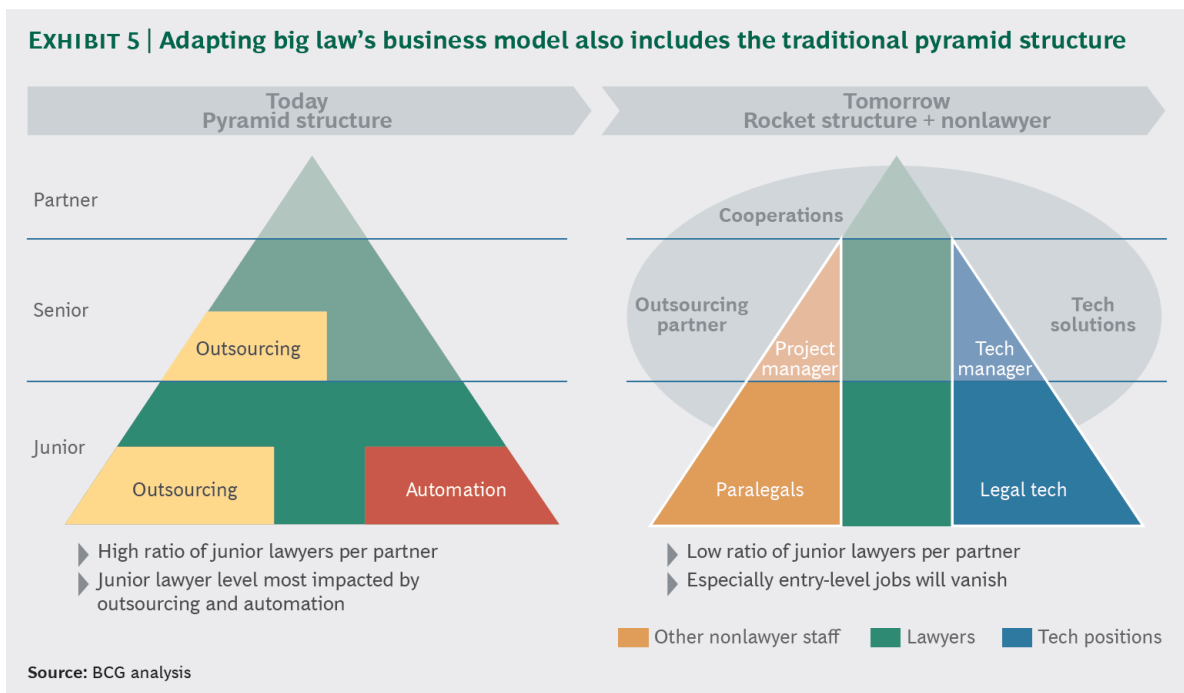 EXHIBIT 5 | Adapting big law's business model also includes the traditional pyramid structure
Today
Pyramid structure
Tomorrow
Rocket structure + nonlawyer
Partner
Senior
Junior
Outsourcing
Outsourcing
Automation
Cooperations
Outsourcing
partner
Tech
solutions
Project
manager
Tech
manager
Paralegals
Legal tech
High ratio of junior lawyers per partner
Junior lawyer level most impacted by
outsourcing and automation
Low ratio of junior lawyers per partner
Especially entry-level jobs will vanish
Other nonlawyer staff
Lawyers
Tech positions
Source: BCG analysis